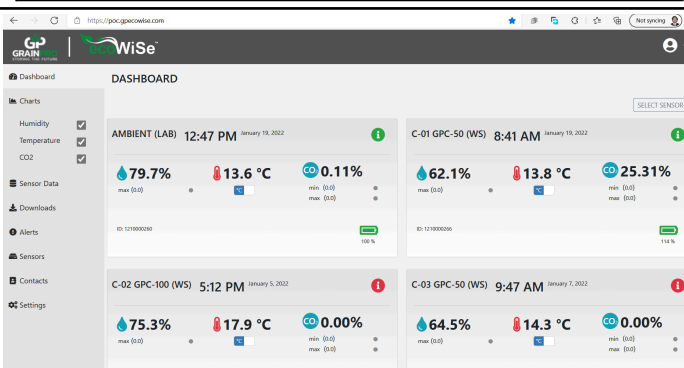 https://poc.gpecowise.com
Not syncing
GP
GRAINPRO
STORING THE FUTURE
ecoWiSe™
Dashboard
DASHBOARD
Charts
SELECT SENSOR
Humidity
Temperature
CO2
Sensor Data
Downloads
Alerts
Sensors
Contacts
Settings
AMBIENT (LAB) 12:47 PM January 19, 2022
79.7% 13.6 °C CO₂ 0.11%
max (0.0) °C min (0.0)
max (0.0)
ID: 1210000260
100 %
C-01 GPC-50 (WS) 8:41 AM January 19, 2022
62.1% 13.8 °C CO₂ 25.31%
max (0.0) °C min (0.0)
max (0.0)
ID: 1210000266
114 %
C-02 GPC-100 (WS) 5:12 PM January 5, 2022
75.3% 17.9 °C CO₂ 0.00%
max (0.0) °C min (0.0)
max (0.0)
C-03 GPC-50 (WS) 9:47 AM January 7, 2022
64.5% 14.3 °C CO₂ 0.00%
max (0.0) °C min (0.0)
max (0.0)